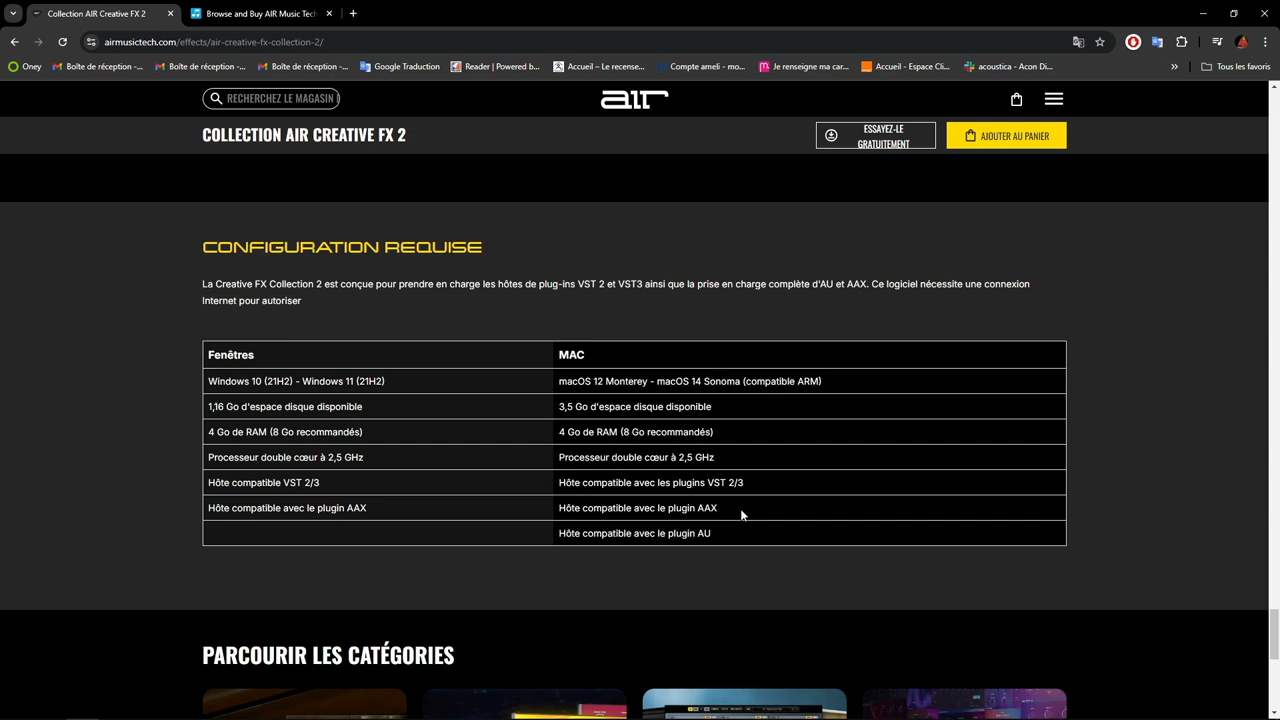 Collection AIR Creative FX 2
Browse and Buy AIR Music Tech
airmusictech.com/effects/air-creative-fx-collection-2/
Oney
Boîte de réception -...
Boîte de réception -...
Boîte de réception -...
Google Traduction
Reader | Powered b...
Accueil – Le recense...
Compte ameli - mo...
Je renseigne ma car...
Accueil - Espace Cli...
acoustica - Acon Di...
Tous les favoris
RECHERCHEZ LE MAGASIN
AIR
COLLECTION AIR CREATIVE FX 2
ESSAYEZ-LE
GRATUITEMENT
AJOUTER AU PANIER
CONFIGURATION REQUISE
La Creative FX Collection 2 est conçue pour prendre en charge les hôtes de plug-ins VST 2 et VST3 ainsi que la prise en charge complète d'AU et AAX. Ce logiciel nécessite une connexion
Internet pour autoriser
Fenêtres
MAC
Windows 10 (21H2) - Windows 11 (21H2)
macOS 12 Monterey - macOS 14 Sonoma (compatible ARM)
1,16 Go d'espace disque disponible
3,5 Go d'espace disque disponible
4 Go de RAM (8 Go recommandés)
4 Go de RAM (8 Go recommandés)
Processeur double cœur à 2,5 GHz
Processeur double cœur à 2,5 GHz
Hôte compatible VST 2/3
Hôte compatible avec les plugins VST 2/3
Hôte compatible avec le plugin AAX
Hôte compatible avec le plugin AAX
Hôte compatible avec le plugin AU
PARCOURIR LES CATÉGORIES